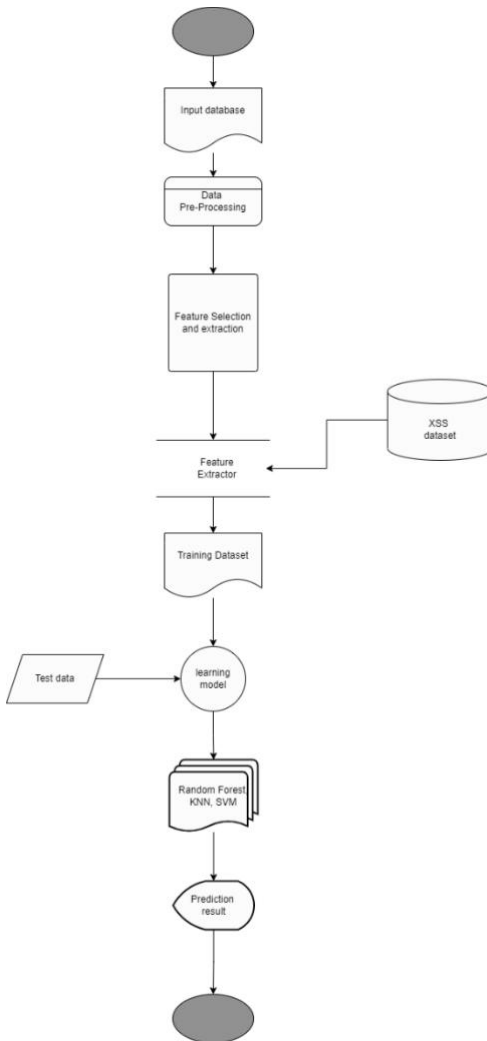 Input database
Data
Pre-Processing
Feature Selection
and extraction
XSS
dataset
Feature
Extractor
Training Dataset
Test data
learning
model
Random Forest,
KNN, SVM
Prediction
result